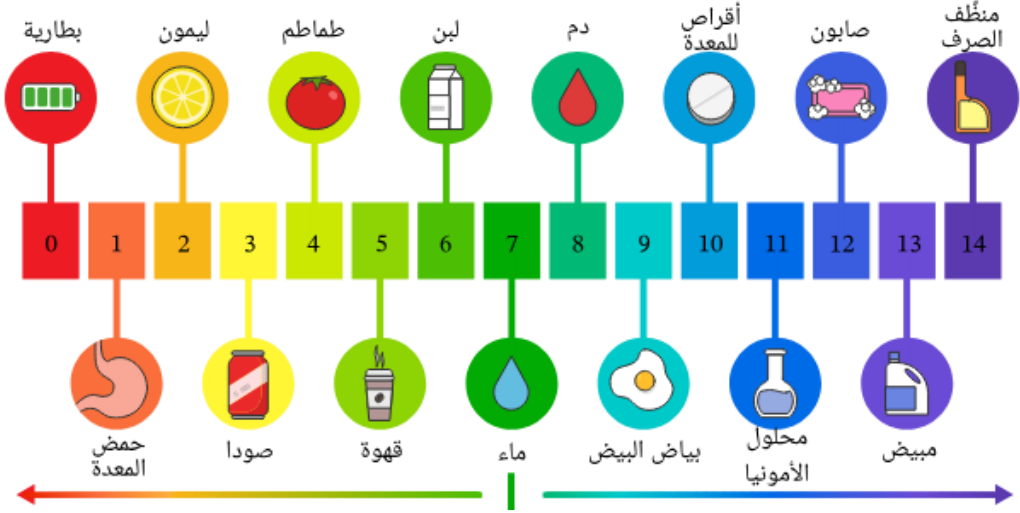 بطارية
ليمون
طماطم
لبن
دم
أقراص
للمعدة
صابون
منظّف
الصرف
0 1 2 3 4 5 6 7 8 9 10 11 12 13 14
حمض
المعدة
صودا
قهوة
ماء
بياض البيض
محلول
الأمونيا
مبيض